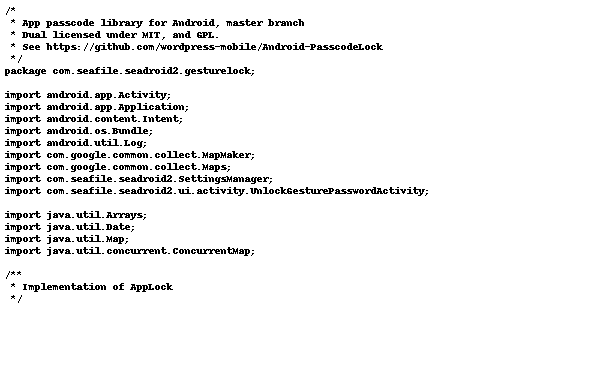 /*
 * App passcode library for Android, master branch
 * Dual licensed under MIT, and GPL.
 * See https://github.com/wordpress-mobile/Android-PasscodeLock
 */
package com.seafile.seadroid2.gesturelock;

import android.app.Activity;
import android.app.Application;
import android.content.Intent;
import android.os.Bundle;
import android.util.Log;
import com.google.common.collect.MapMaker;
import com.google.common.collect.Maps;
import com.seafile.seadroid2.SettingsManager;
import com.seafile.seadroid2.ui.activity.UnlockGesturePasswordActivity;

import java.util.Arrays;
import java.util.Date;
import java.util.Map;
import java.util.concurrent.ConcurrentMap;

/**
 * Implementation of AppLock
 */